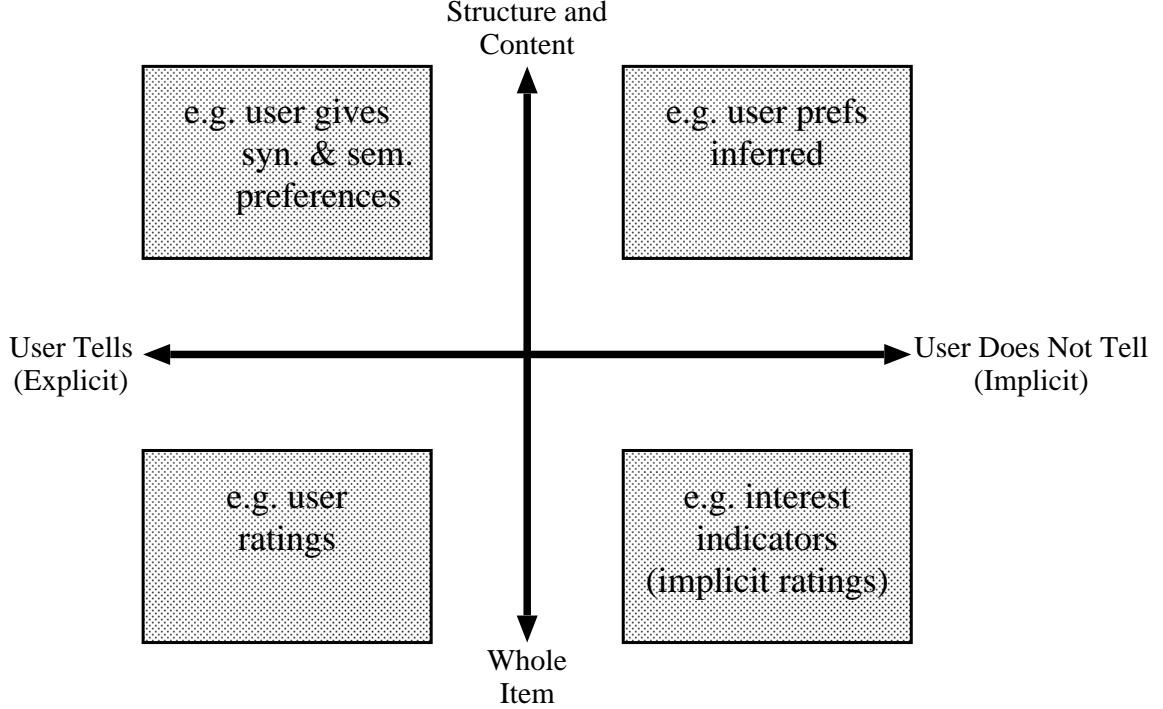 Structure and
Content
e.g. user gives
syn. & sem.
preferences
e.g. user prefs
inferred
User Tells
(Explicit)
User Does Not Tell
(Implicit)
e.g. user
ratings
e.g. interest
indicators
(implicit ratings)
Whole
Item